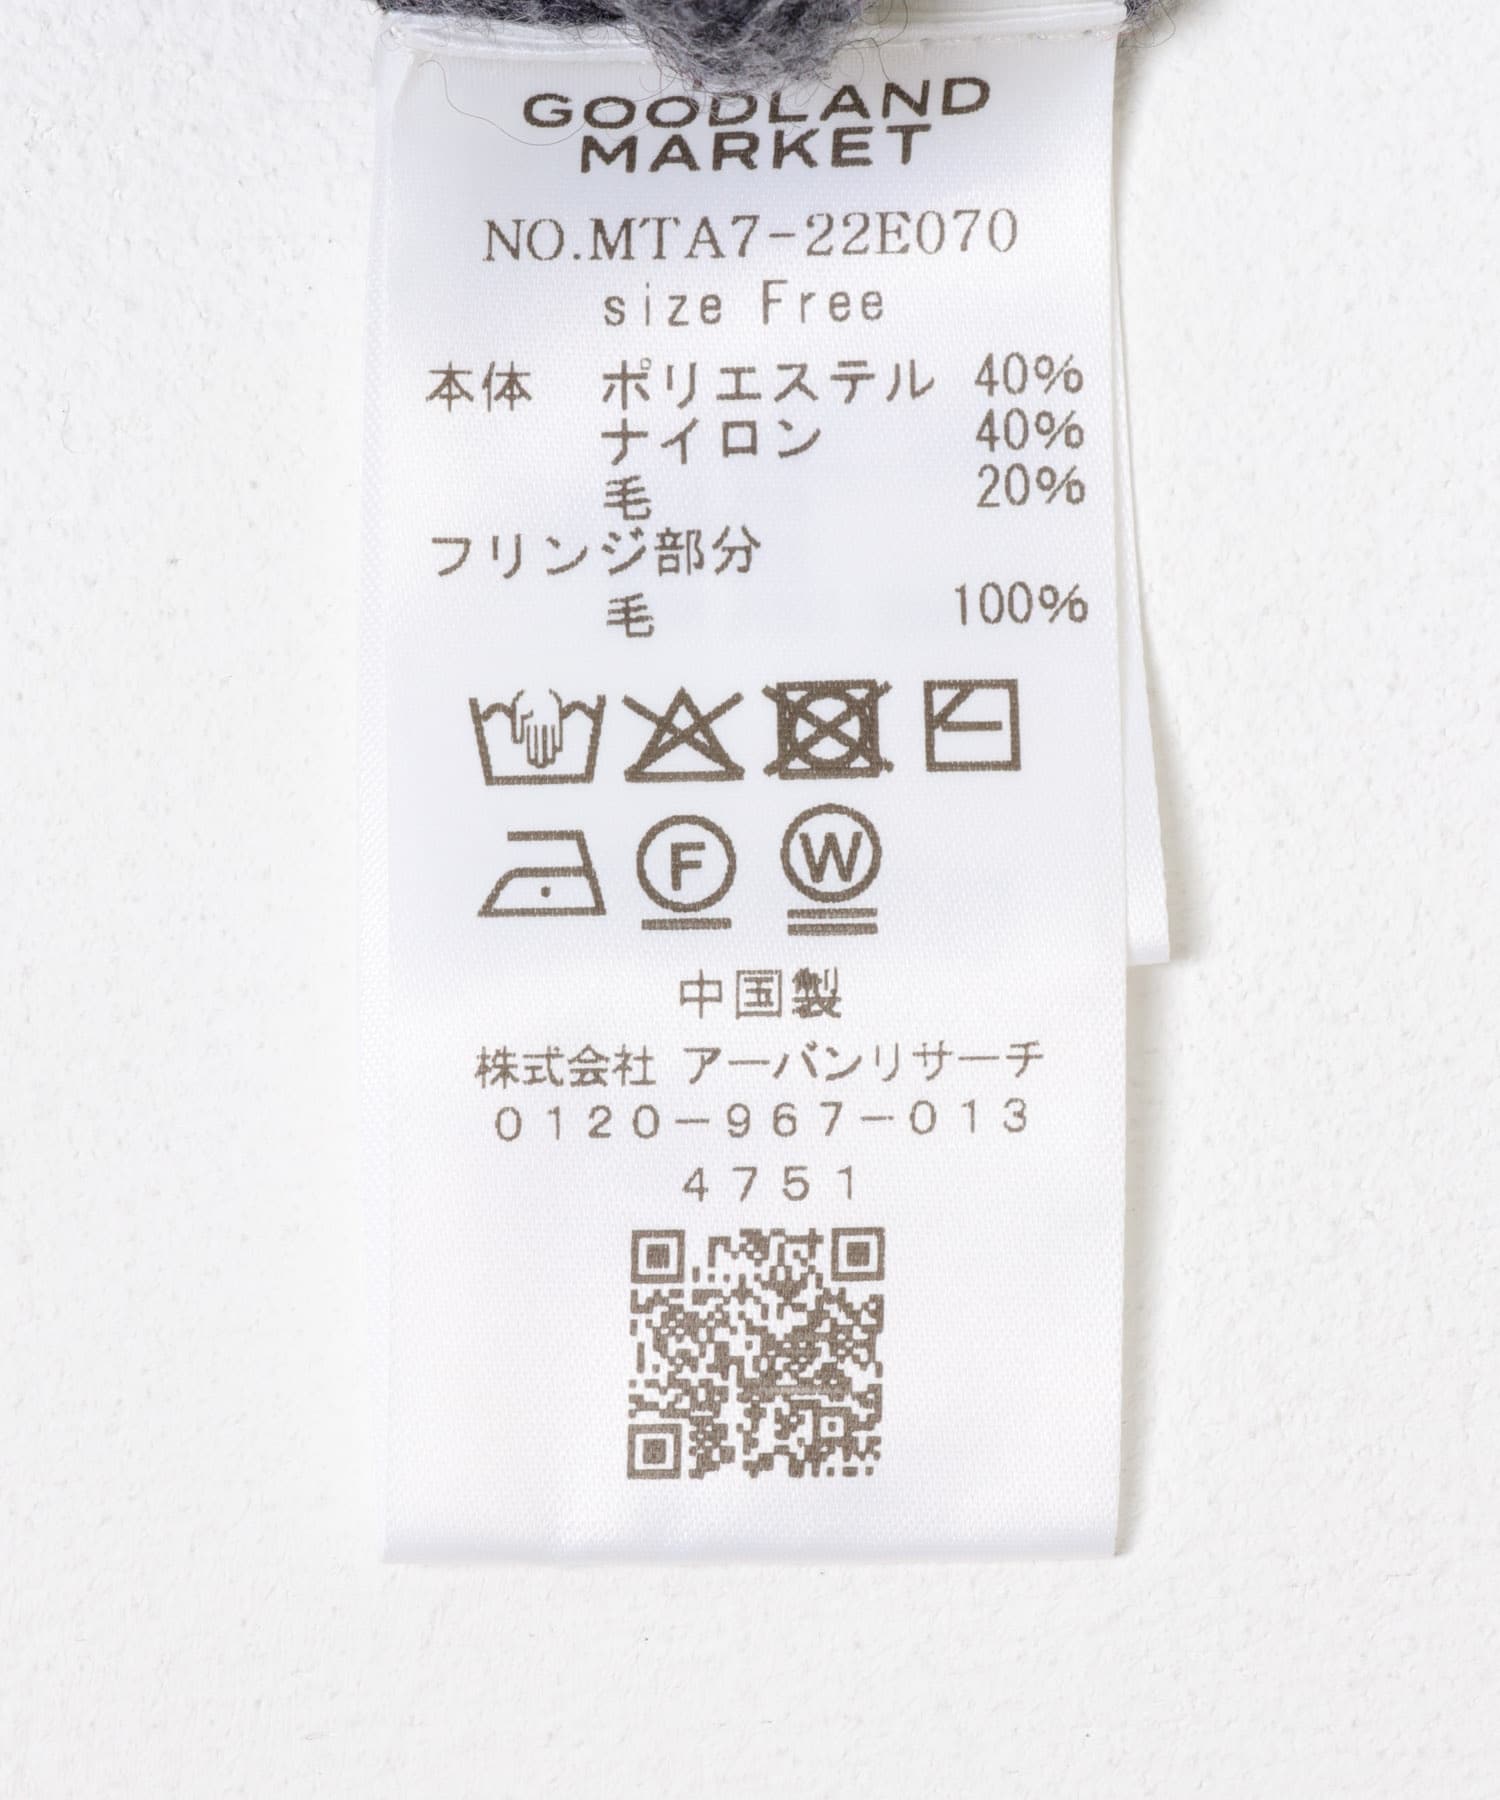 GOODLAND
MARKET
NO.MTA7-22E070
size Free
本体 ポリエステル 40%
ナイロン 40%
毛 20%
フリンジ部分
毛 100%
F W
中国製
株式会社 アーバンリサーチ
0120-967-013
4751